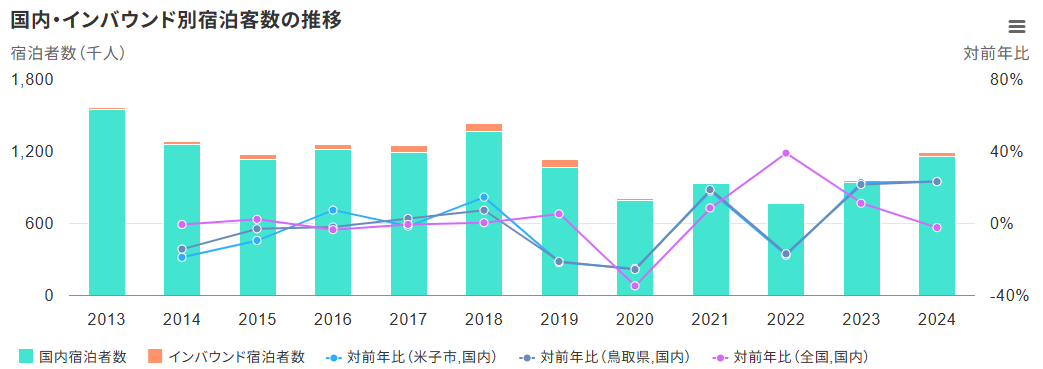 国内・インバウンド別宿泊客数の推移
宿泊者数（千人） 対前年比
1,800 80%
1,200 40%
600 0%
0 -40%
2013 2014 2015 2016 2017 2018 2019 2020 2021 2022 2023 2024
国内宿泊者数 インバウンド宿泊者数 対前年比（米子市,国内） 対前年比（鳥取県,国内） 対前年比（全国,国内）